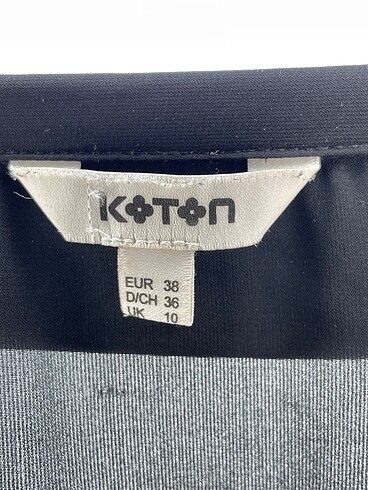 KOTON
EUR 38
D/CH 36
UK 10